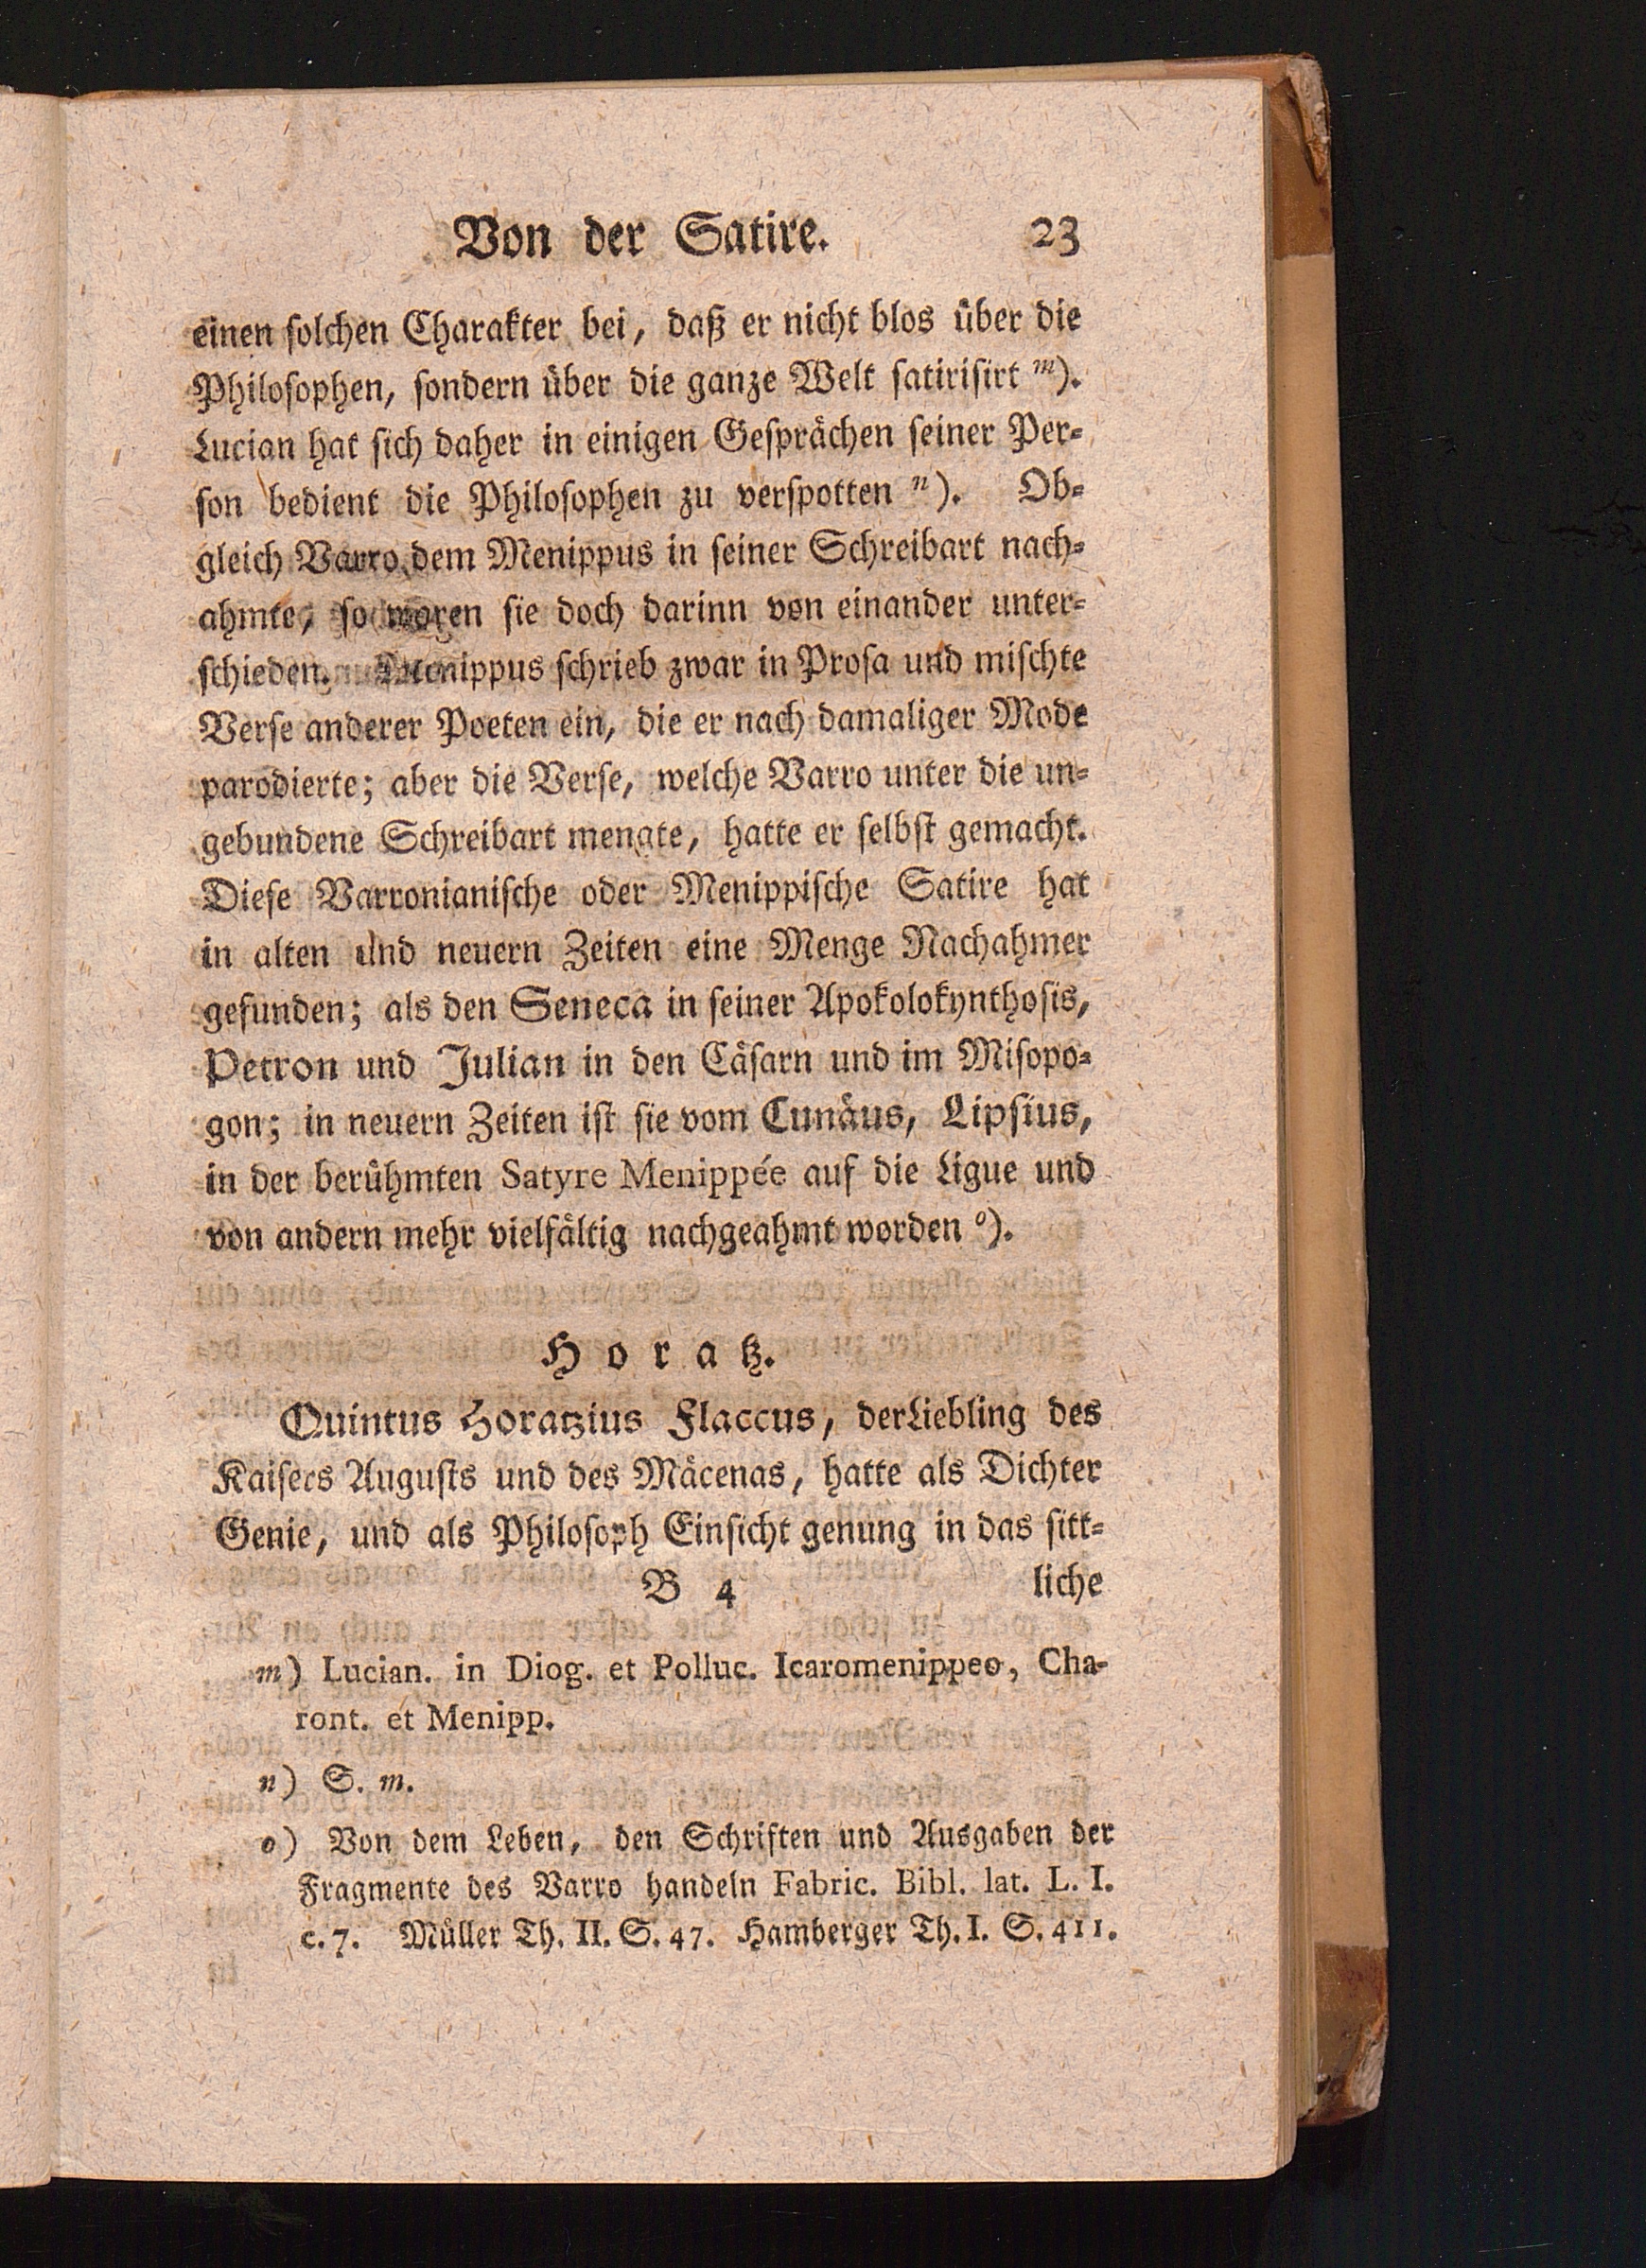 Von der Satire. 23
einen solchen Charakter bei, daß er nicht blos über die
Philosophen, sondern über die ganze Welt satirisirt m).
Lucian hat sich daher in einigen Gesprächen seiner Per-
son bedient die Philosophen zu verspotten n). Ob-
gleich Varro dem Menippus in seiner Schreibart nach-
ahmte, so waren sie doch darinn von einander unter-
schieden. Menippus schrieb zwar in Prosa und mischte
Verse anderer Poeten ein, die er nach damaliger Mode
parodierte; aber die Verse, welche Varro unter die un-
gebundene Schreibart mengte, hatte er selbst gemacht.
Diese Varronianische oder Menippische Satire hat
in alten und neuern Zeiten eine Menge Nachahmer
gefunden; als den Seneca in seiner Apokolokynthosis,
Petron und Julian in den Cäsarn und im Misopo-
gon; in neuern Zeiten ist sie vom Cunäus, Lipsius,
in der berühmten Satyre Menippée auf die Ligue und
von andern mehr vielfältig nachgeahmt worden o).
Horatz.
Quintus Horatzius Flaccus, der Liebling des
Kaisers Augusts und des Mäcenas, hatte als Dichter
Genie, und als Philosoph Einsicht genung in das sitt-
B 4 liche
m) Lucian. in Diog. et Polluc. Icaromenippeo, Cha-
ront. et Menipp.
n) S. m.
o) Von dem Leben, den Schriften und Ausgaben der
Fragmente des Varro handeln Fabric. Bibl. lat. L. I.
c. 7. Müller Th. II. S. 47. Hamberger Th. I. S. 411.